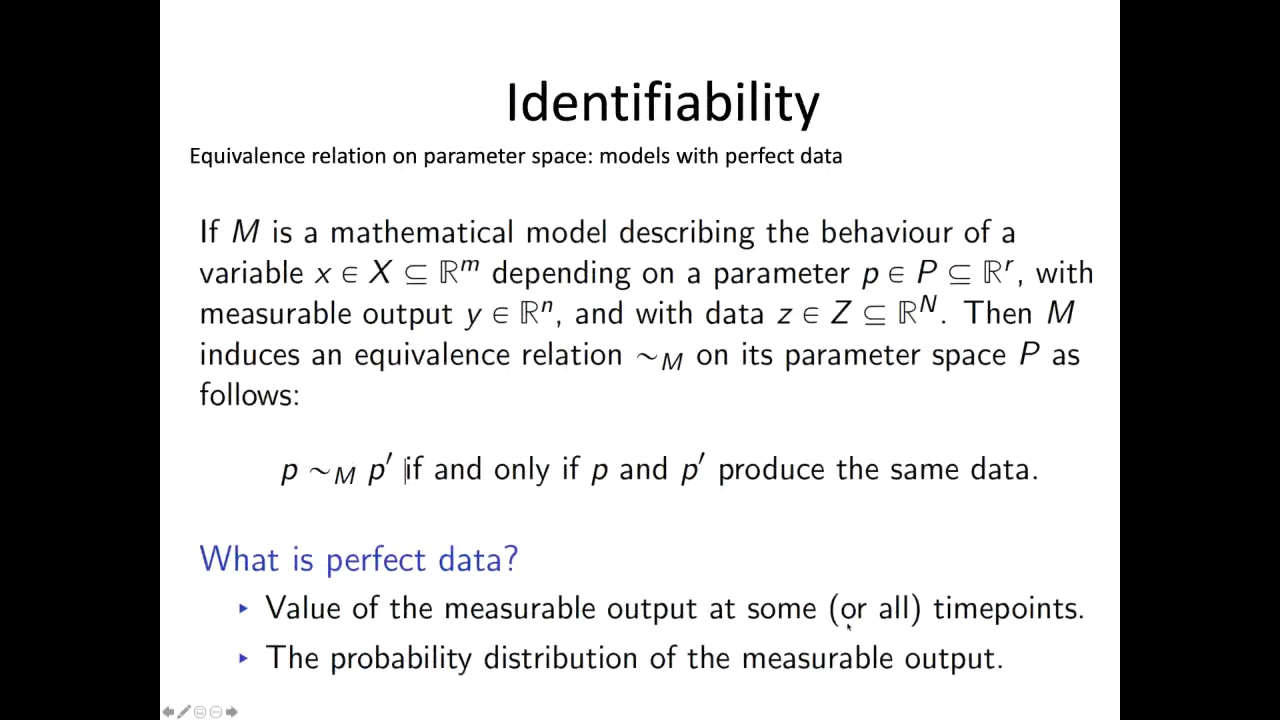 Identifiability
Equivalence relation on parameter space: models with perfect data
If M is a mathematical model describing the behaviour of a
variable x ∈ X ⊆ ℝᵐ depending on a parameter p ∈ P ⊆ ℝʳ, with
measurable output y ∈ ℝⁿ, and with data z ∈ Z ⊆ ℝᴺ. Then M
induces an equivalence relation ∼_M on its parameter space P as
follows:
p ∼_M p′ if and only if p and p′ produce the same data.
What is perfect data?
‣ Value of the measurable output at some (or all) timepoints.
‣ The probability distribution of the measurable output.